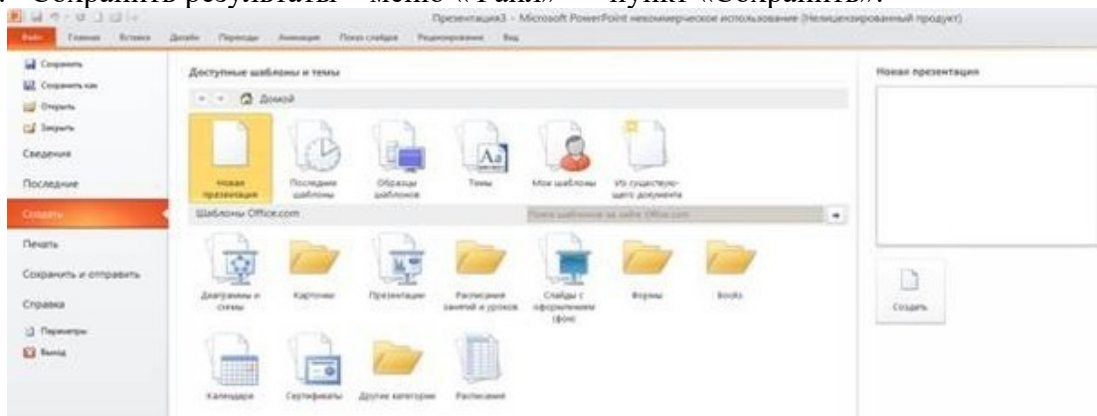 Сохранить результаты – меню «Файл» – пункт «Сохранить».
Презентация3 - Microsoft PowerPoint некоммерческое использование (Нелицензированный продукт)
Файл Главная Вставка Дизайн Переходы Анимация Показ слайдов Рецензирование Вид
Сохранить
Сохранить как
Открыть
Закрыть
Сведения
Последние
Создать
Печать
Сохранить и отправить
Справка
Параметры
Выход
Доступные шаблоны и темы
Домой
Новая презентация
Последние шаблоны
Образцы шаблонов
Темы
Мои шаблоны
Из существую-
щего документа
Шаблоны Office.com
Поиск шаблонов на сайте Office.com
Диаграммы и схемы
Карточки
Презентации
Расписания занятий и уроков
Слайды с оформлением (фон)
Формы
Books
Календари
Сертификаты
Другие категории
Расписания
Новая презентация
Создать